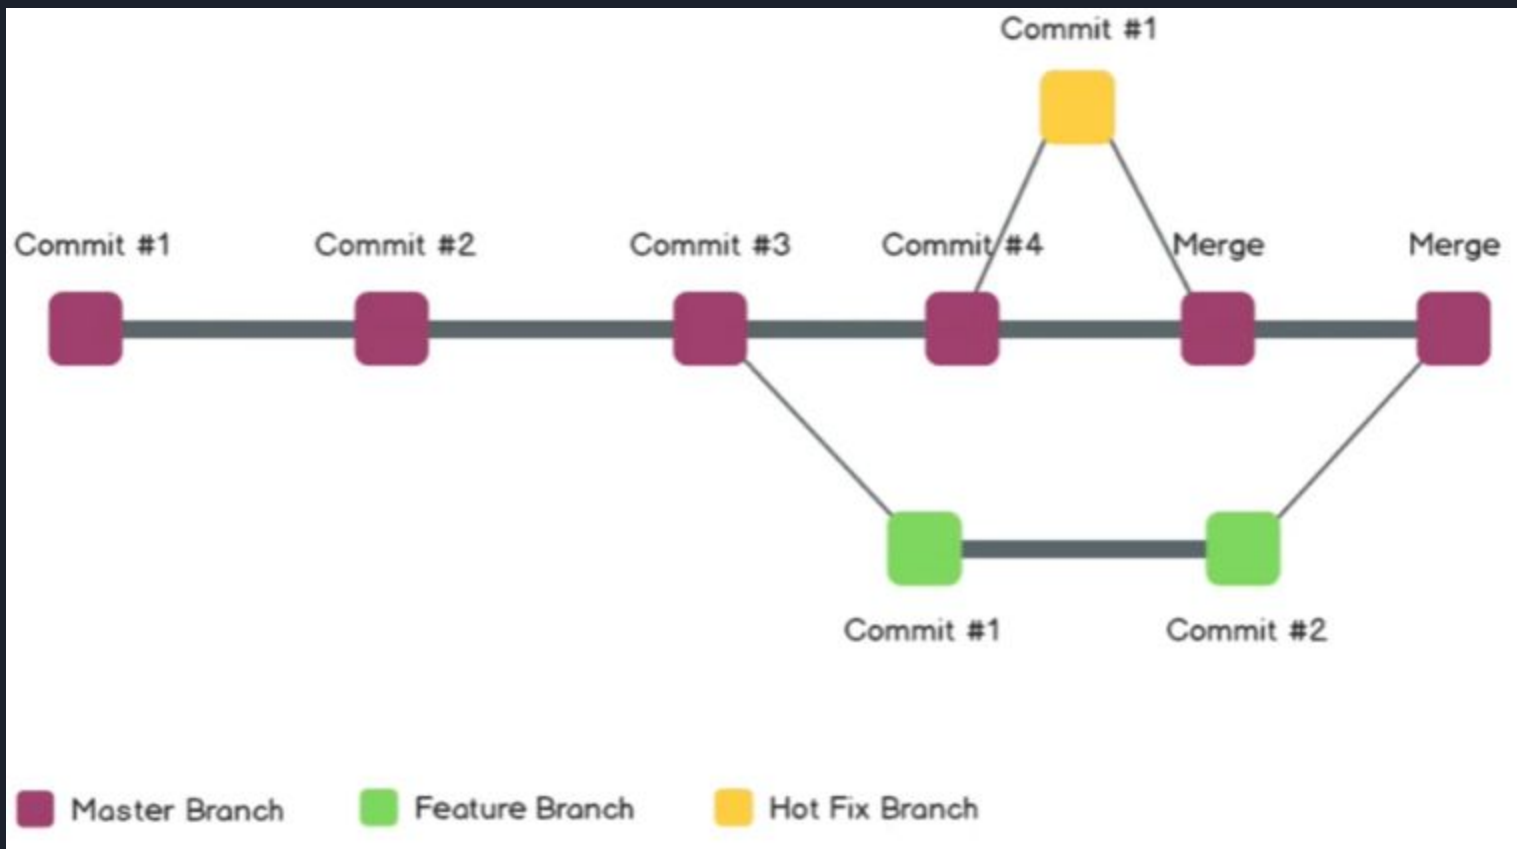 Commit #1
Commit #1
Commit #2
Commit #3
Commit #4
Merge
Merge
Commit #1
Commit #2
Master Branch
Feature Branch
Hot Fix Branch